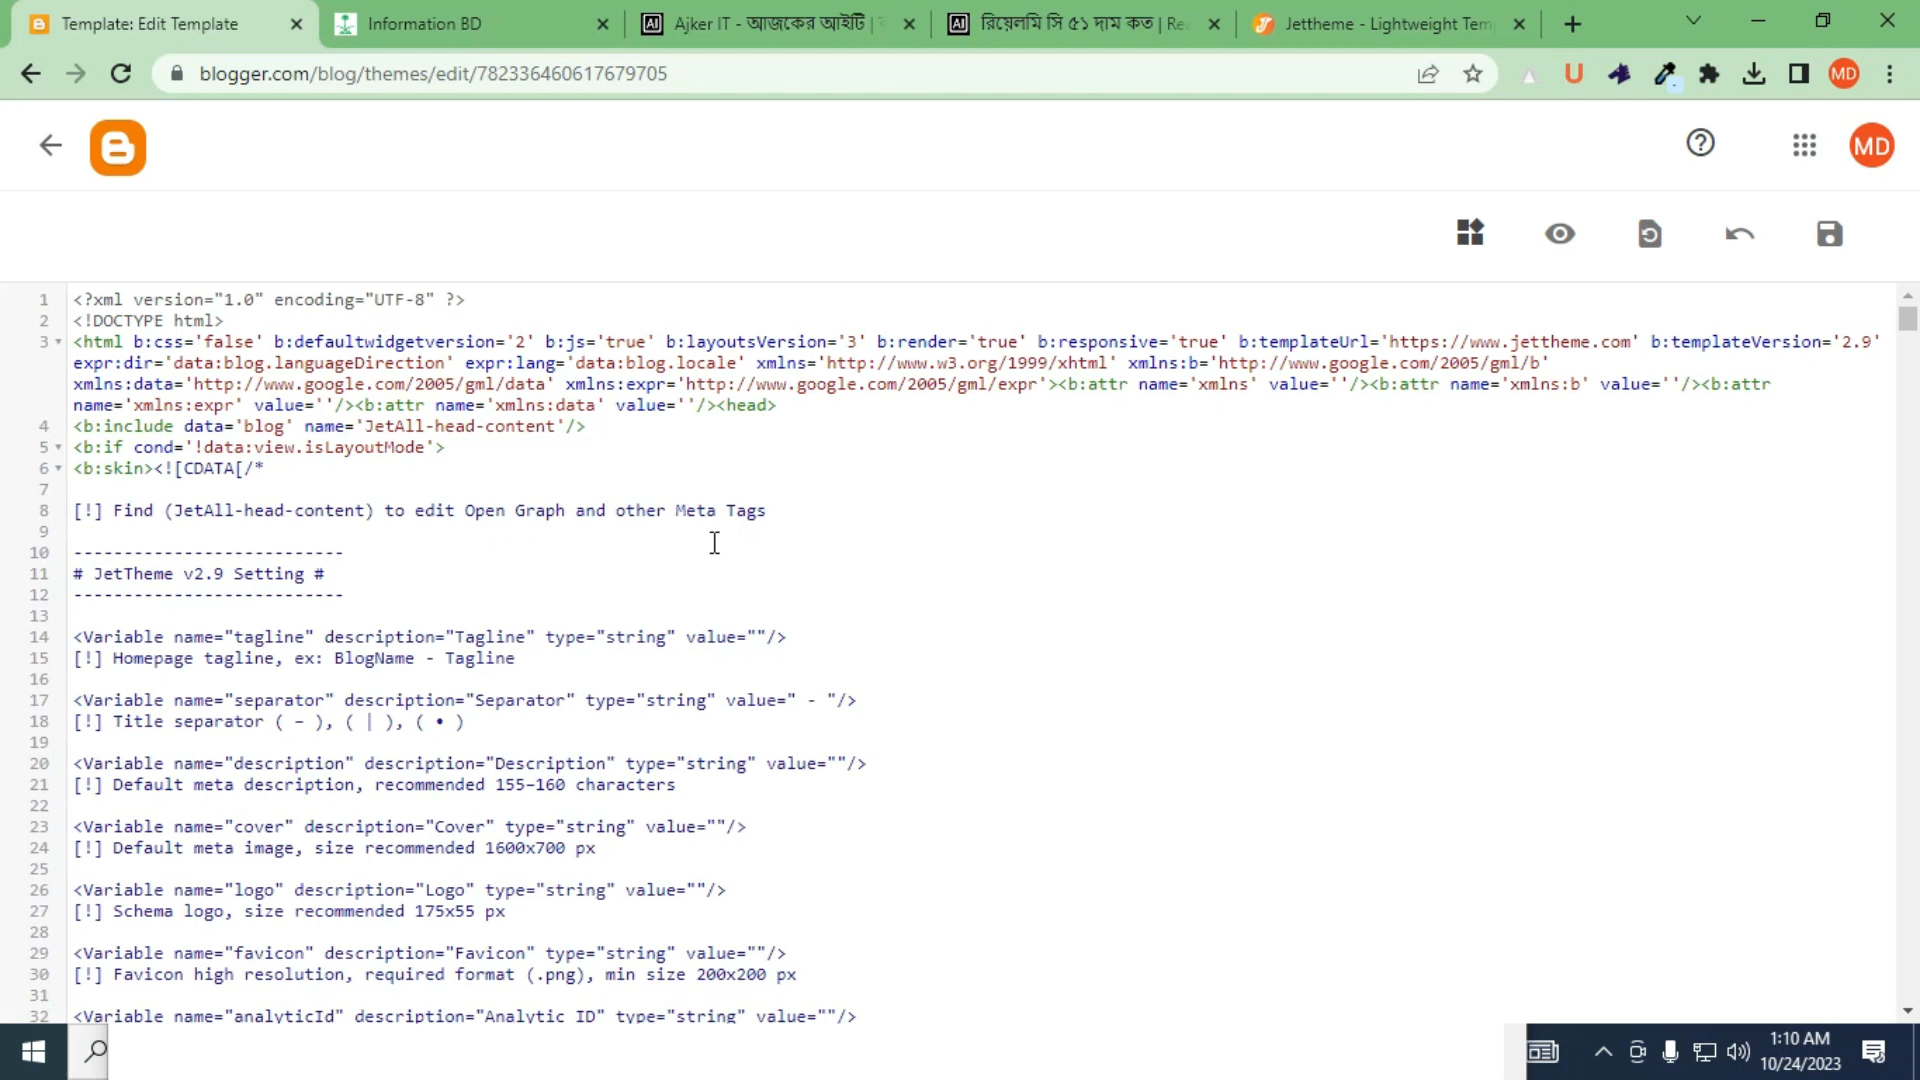 Template: Edit Template
Information BD
Ajker IT - আজকের আইটি |
রিয়েলমি সি ৫১ দাম কত | Re
Jettheme - Lightweight Tem
blogger.com/blog/themes/edit/782336460617679705
U
MD
MD
1 <?xml version="1.0" encoding="UTF-8" ?>
2 <!DOCTYPE html>
3 <html b:css='false' b:defaultwidgetversion='2' b:js='true' b:layoutsVersion='3' b:render='true' b:responsive='true' b:templateUrl='https://www.jettheme.com' b:templateVersion='2.9'
expr:dir='data:blog.languageDirection' expr:lang='data:blog.locale' xmlns='http://www.w3.org/1999/xhtml' xmlns:b='http://www.google.com/2005/gml/b'
xmlns:data='http://www.google.com/2005/gml/data' xmlns:expr='http://www.google.com/2005/gml/expr'><b:attr name='xmlns' value=''/><b:attr name='xmlns:b' value=''/><b:attr
name='xmlns:expr' value=''/><b:attr name='xmlns:data' value=''/><head>
4 <b:include data='blog' name='JetAll-head-content'/>
5 <b:if cond='!data:view.isLayoutMode'>
6 <b:skin><![CDATA[/*
7
8 [!] Find (JetAll-head-content) to edit Open Graph and other Meta Tags
9
10 ---------------------------
11 # JetTheme v2.9 Setting #
12 ---------------------------
13
14 <Variable name="tagline" description="Tagline" type="string" value=""/>
15 [!] Homepage tagline, ex: BlogName - Tagline
16
17 <Variable name="separator" description="Separator" type="string" value=" - "/>
18 [!] Title separator ( – ), ( | ), ( • )
19
20 <Variable name="description" description="Description" type="string" value=""/>
21 [!] Default meta description, recommended 155–160 characters
22
23 <Variable name="cover" description="Cover" type="string" value=""/>
24 [!] Default meta image, size recommended 1600x700 px
25
26 <Variable name="logo" description="Logo" type="string" value=""/>
27 [!] Schema logo, size recommended 175x55 px
28
29 <Variable name="favicon" description="Favicon" type="string" value=""/>
30 [!] Favicon high resolution, required format (.png), min size 200x200 px
31
32 <Variable name="analyticId" description="Analytic ID" type="string" value=""/>
1:10 AM
10/24/2023